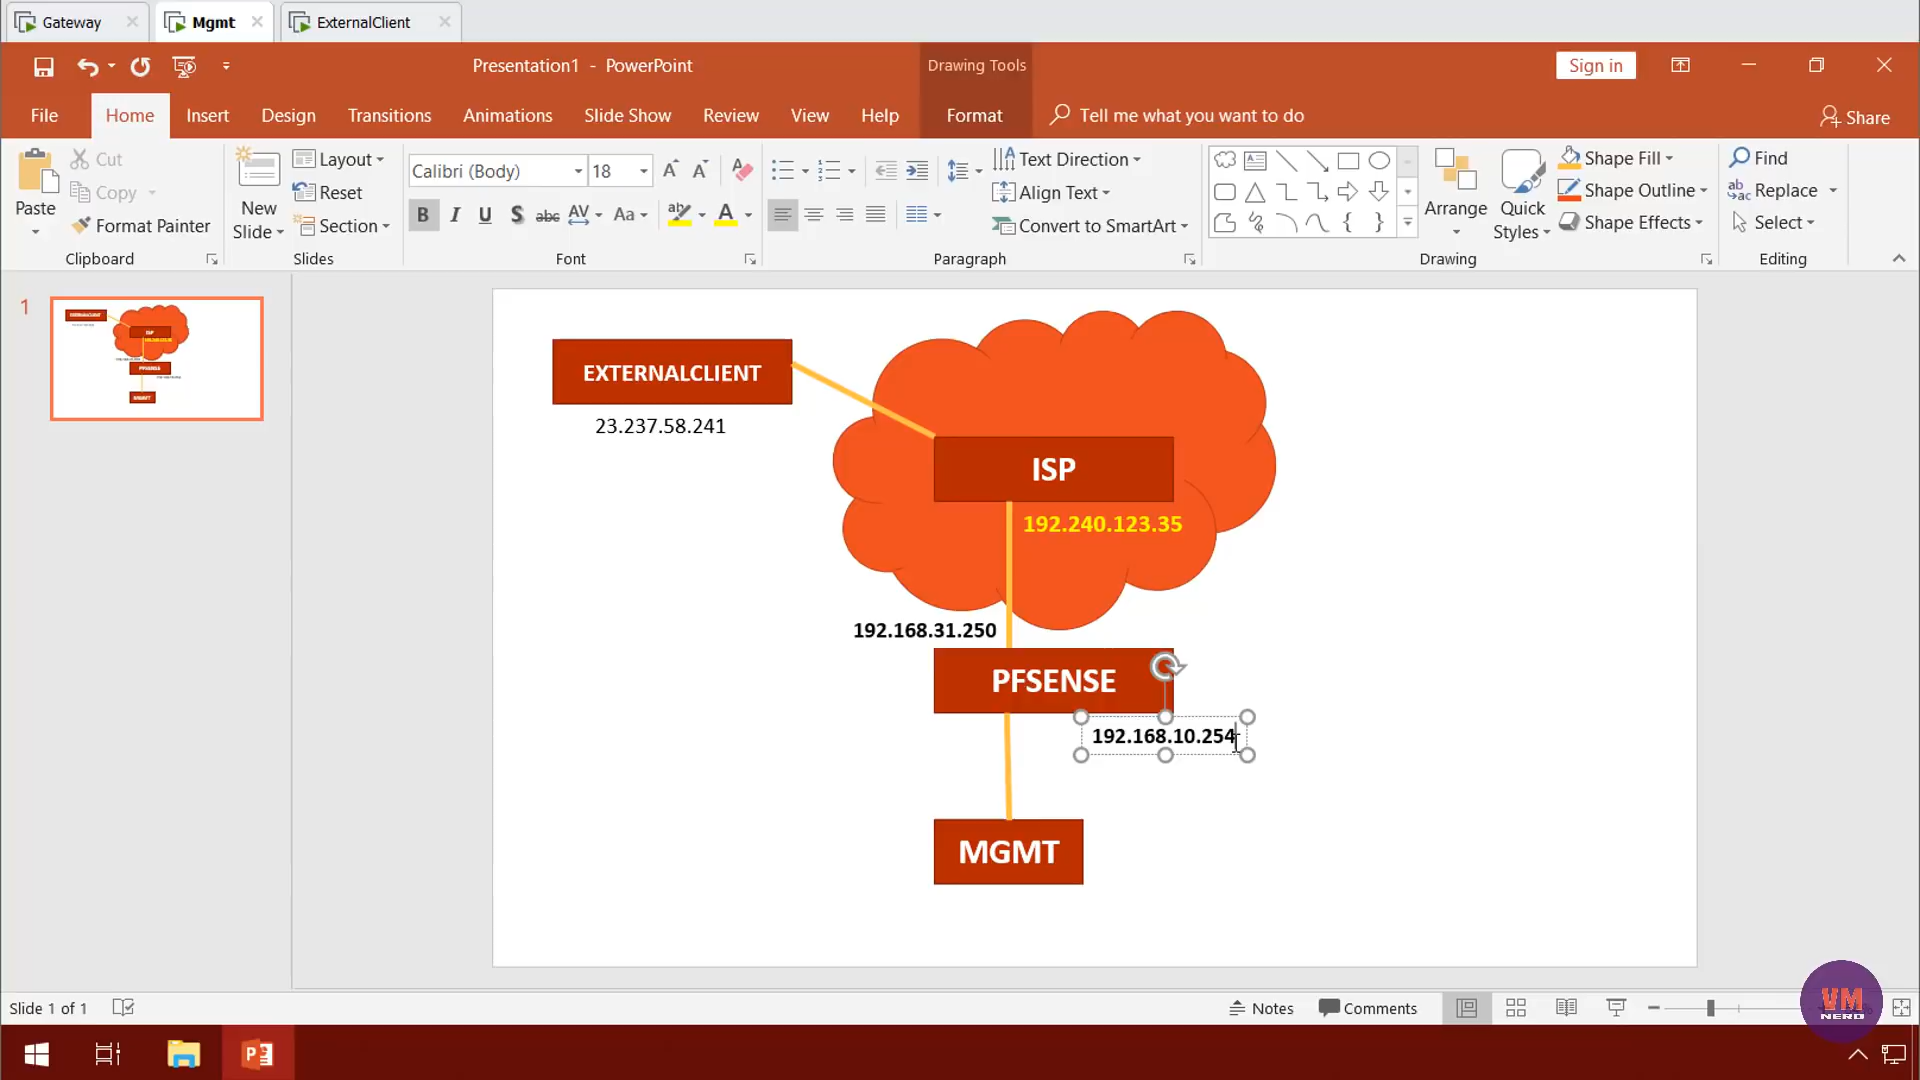 Gateway
Mgmt
ExternalClient
Presentation1 - PowerPoint
Drawing Tools
Sign in
File
Home
Insert
Design
Transitions
Animations
Slide Show
Review
View
Help
Format
Tell me what you want to do
Share
Paste
Cut
Copy
Format Painter
Clipboard
New
Slide
Layout
Reset
Section
Slides
Calibri (Body)
18
B I U S abc AV Aa
A
Font
Text Direction
Align Text
Convert to SmartArt
Paragraph
Arrange
Quick
Styles
Shape Fill
Shape Outline
Shape Effects
Drawing
Find
Replace
Select
Editing
1
EXTERNALCLIENT
23.237.58.241
ISP
192.240.123.35
192.168.31.250
PFSENSE
192.168.10.254
MGMT
Slide 1 of 1
Notes
Comments
VM
NERD